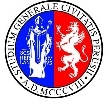 STUDIUM GENERALE CIVITATIS PERUSII
A.D. MCCCVIII